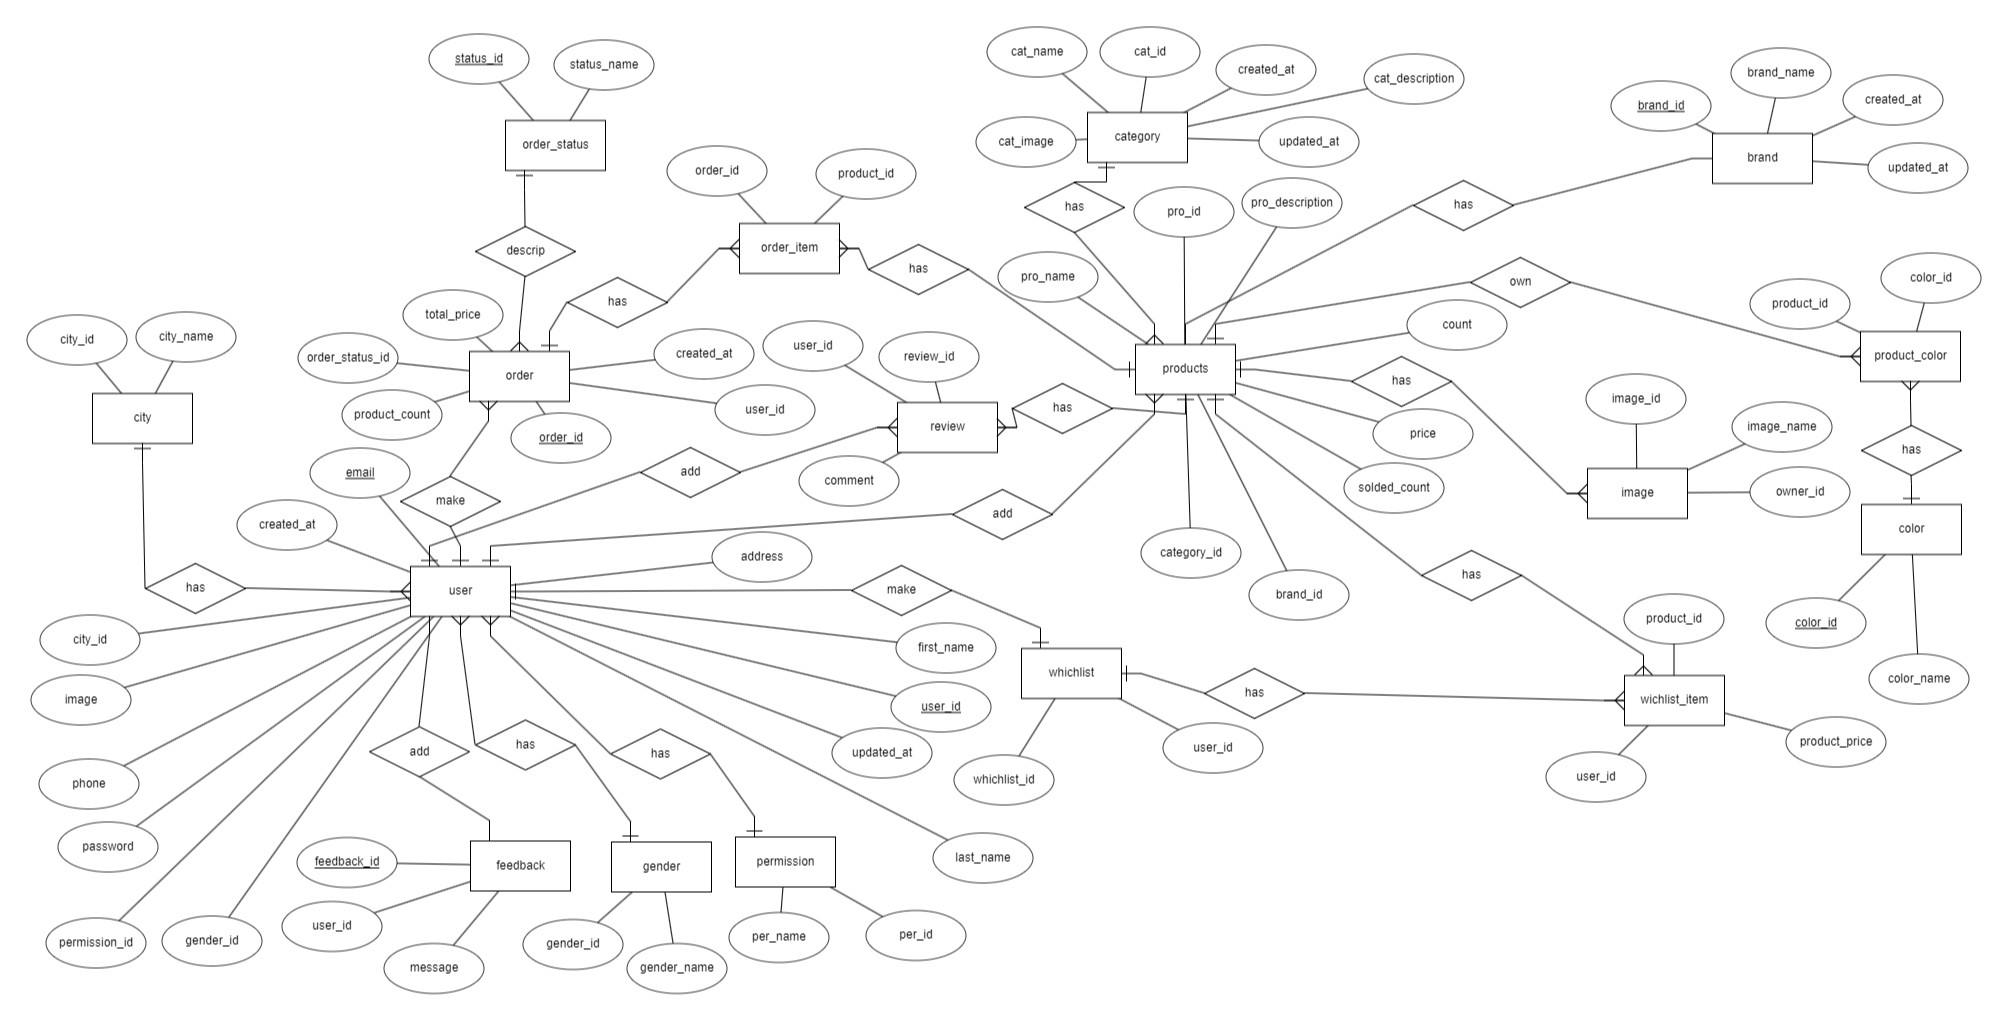 cat_name
cat_id
status_id
status_name
created_at
cat_description
brand_name
brand_id
created_at
order_status
category
cat_image
updated_at
brand
updated_at
order_id
product_id
has
pro_id
pro_description
has
descrip
order_item
has
pro_name
own
color_id
product_id
has
total_price
count
city_id
city_name
order_status_id
created_at
user_id
review_id
products
product_color
order
has
product_count
user_id
has
image_id
city
order_id
review
price
image_name
has
email
add
comment
solded_count
image
owner_id
make
add
created_at
color
address
category_id
has
has
user
make
brand_id
product_id
color_id
city_id
first_name
whichlist
color_name
image
user_id
has
wichlist_item
add
has
has
updated_at
user_id
product_price
phone
whichlist_id
user_id
password
last_name
feedback_id
feedback
gender
permission
user_id
permission_id
gender_id
message
gender_id
gender_name
per_name
per_id